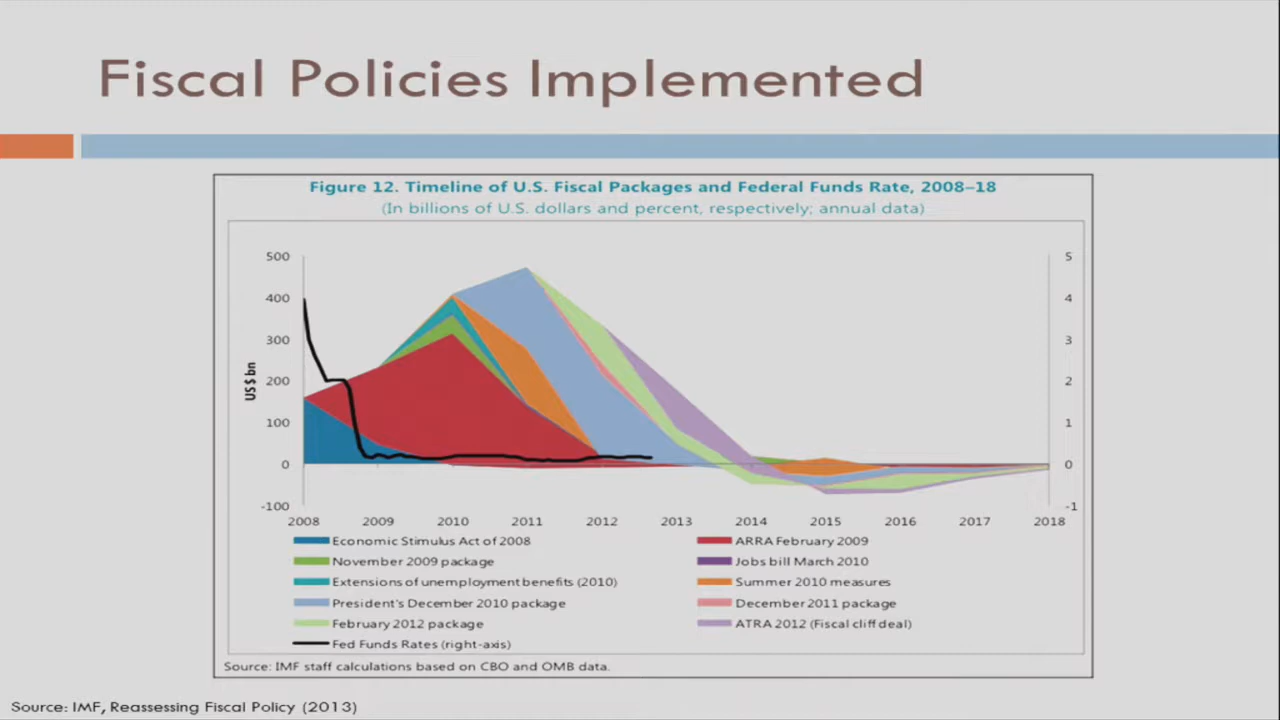 Fiscal Policies Implemented
Figure 12. Timeline of U.S. Fiscal Packages and Federal Funds Rate, 2008–18
(In billions of U.S. dollars and percent, respectively; annual data)
500 5
400 4
300 3
US$ bn
200 2
100 1
0 0
-100 -1
2008 2009 2010 2011 2012 2013 2014 2015 2016 2017 2018
Economic Stimulus Act of 2008 ARRA February 2009
November 2009 package Jobs bill March 2010
Extensions of unemployment benefits (2010) Summer 2010 measures
President's December 2010 package December 2011 package
February 2012 package ATRA 2012 (Fiscal cliff deal)
Fed Funds Rates (right-axis)
Source: IMF staff calculations based on CBO and OMB data.
Source: IMF, Reassessing Fiscal Policy (2013)